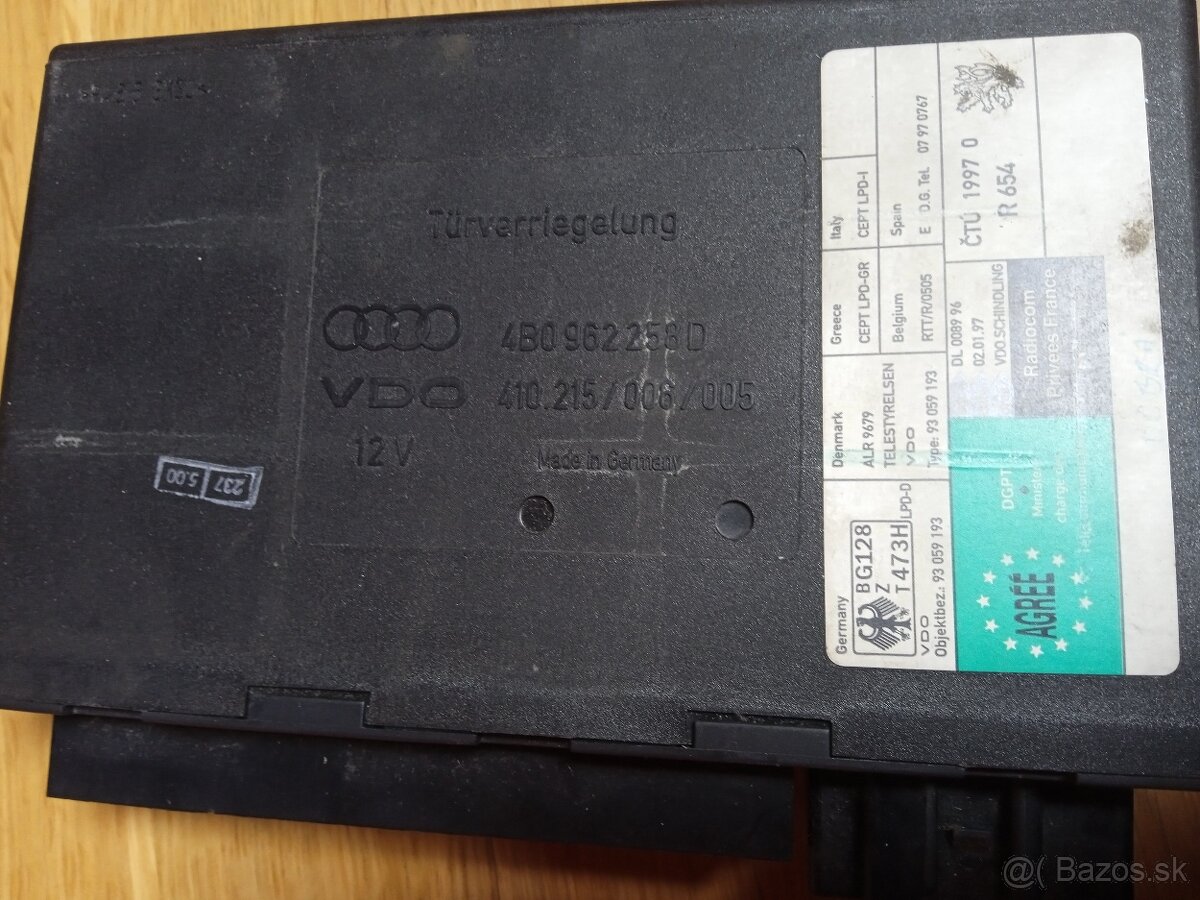 Türverriegelung
4B0 962 258 D
VDO 410.215/006/005
12 V
Made in Germany
237 5.00
Germany
BG128
Z
T 473H LPD-D
VDO
Objektbez.: 93 059 193
Denmark
ALR 9679
TELESTYRELSEN
VDO
Type: 93 059 193
Greece
CEPT LPD-GR
Belgium
RTT/R/0505
Italy
CEPT LPD-I
Spain
E D.G. Tel. 07 97 0767
DL 0089 96
02.01.97
VDO.SCHINDLING
ČTÚ 1997 0
R 654
Radiocom
Privées France
AGRÉÉ
DGPT
@( Bazos.sk